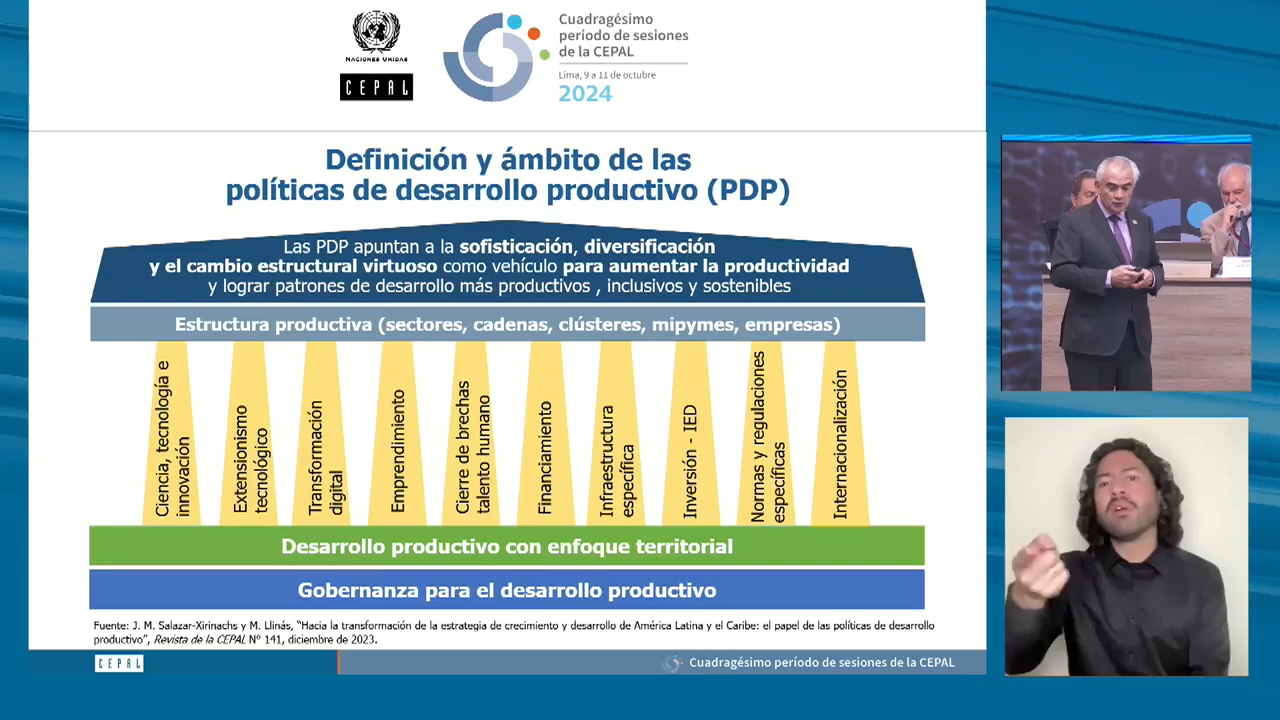 NACIONES UNIDAS
CEPAL
Cuadragésimo
período de sesiones
de la CEPAL
Lima, 9 a 11 de octubre
2024
Definición y ámbito de las
políticas de desarrollo productivo (PDP)
Las PDP apuntan a la sofisticación, diversificación
y el cambio estructural virtuoso como vehículo para aumentar la productividad
y lograr patrones de desarrollo más productivos , inclusivos y sostenibles
Estructura productiva (sectores, cadenas, clústeres, mipymes, empresas)
Ciencia, tecnología e
innovación
Extensionismo
tecnológico
Transformación
digital
Emprendimiento
Cierre de brechas
talento humano
Financiamiento
Infraestructura
específica
Inversión - IED
Normas y regulaciones
específicas
Internacionalización
Desarrollo productivo con enfoque territorial
Gobernanza para el desarrollo productivo
Fuente: J. M. Salazar-Xirinachs y M. Llinás, “Hacia la transformación de la estrategia de crecimiento y desarrollo de América Latina y el Caribe: el papel de las políticas de desarrollo
productivo”, Revista de la CEPAL N° 141, diciembre de 2023.
CEPAL
Cuadragésimo período de sesiones de la CEPAL